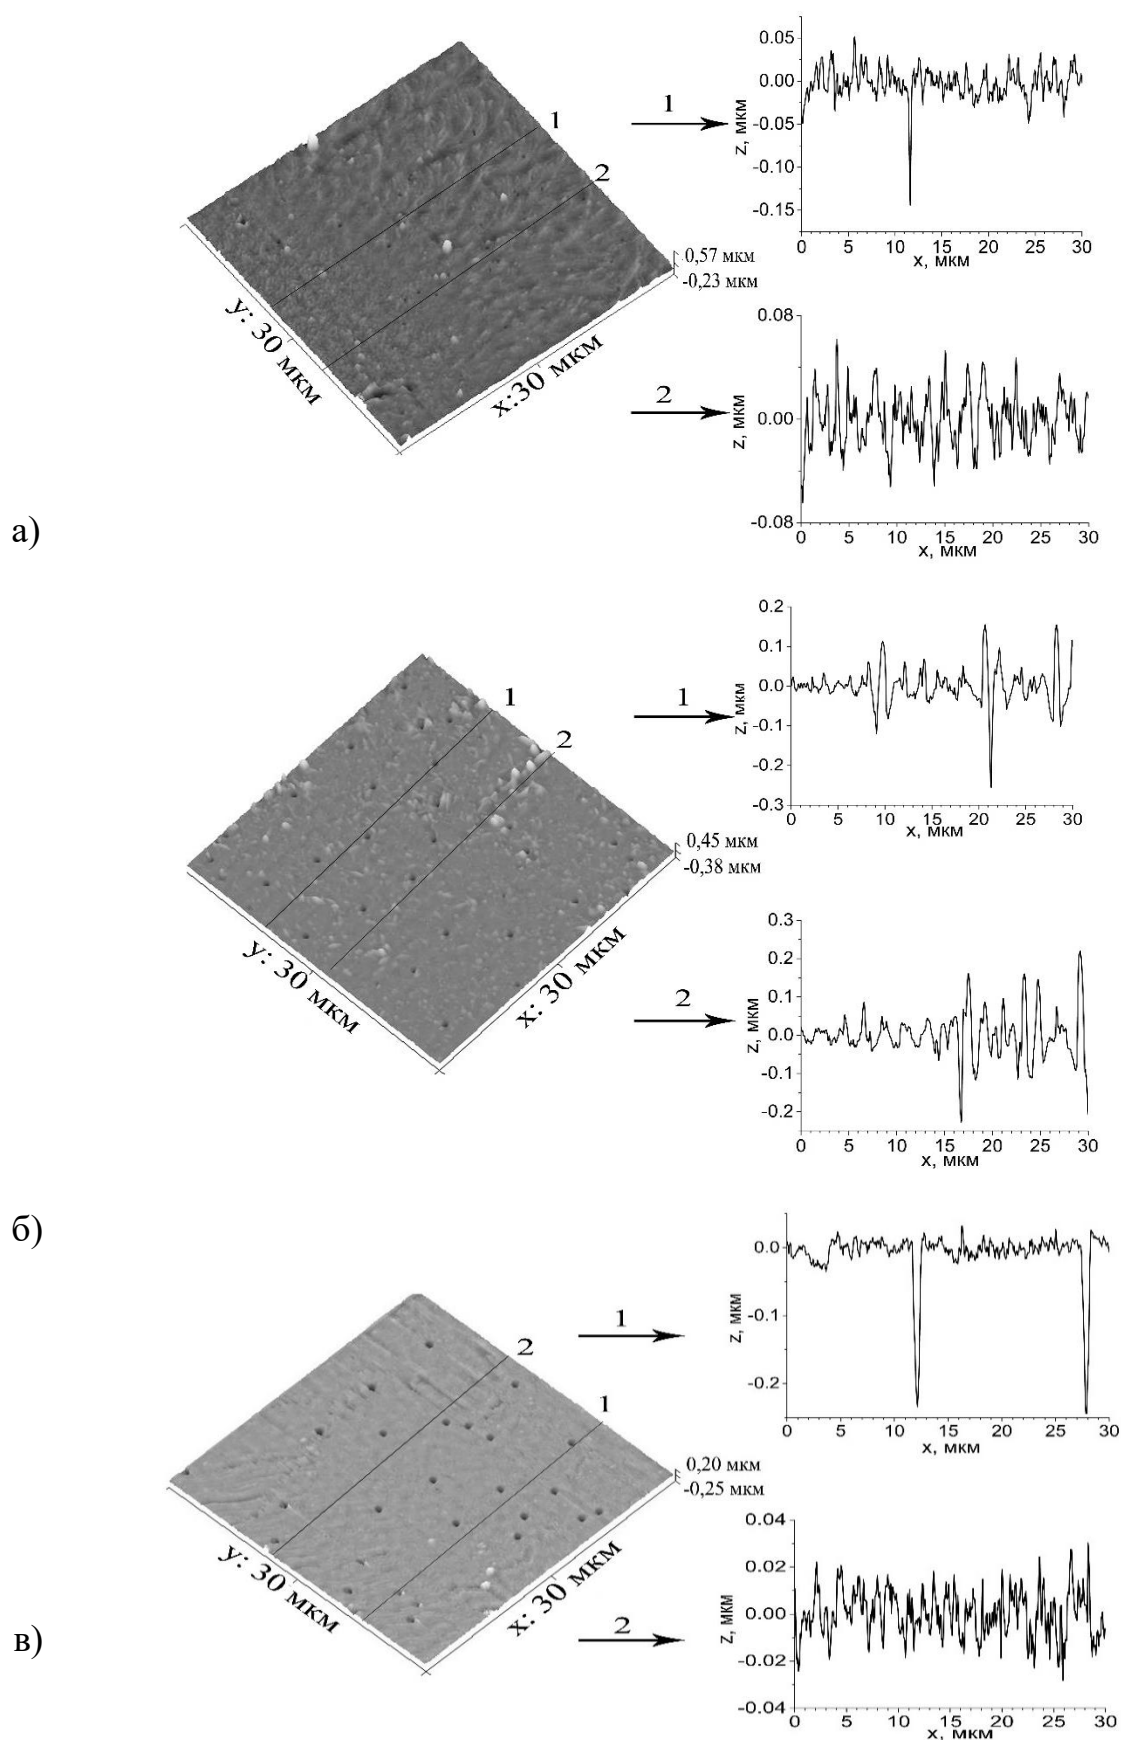 1
2
0,57 мкм
-0,23 мкм
y: 30 мкм
x:30 мкм
1
0.05
0.00
-0.05
-0.10
-0.15
z, мкм
0 5 10 15 20 25 30
x, мкм
2
0.08
0.00
-0.08
z, мкм
0 5 10 15 20 25 30
x, мкм
а)
1
2
0,45 мкм
-0,38 мкм
y: 30 мкм
x: 30 мкм
1
0.2
0.1
0.0
-0.1
-0.2
-0.3
z, мкм
0 5 10 15 20 25 30
x, мкм
2
0.3
0.2
0.1
0.0
-0.1
-0.2
z, мкм
0 5 10 15 20 25 30
x, мкм
б)
2
1
0,20 мкм
-0,25 мкм
y: 30 мкм
x: 30 мкм
1
0.0
-0.1
-0.2
z, мкм
0 5 10 15 20 25 30
x, мкм
2
0.04
0.02
0.00
-0.02
-0.04
z, мкм
0 5 10 15 20 25 30
x, мкм
в)